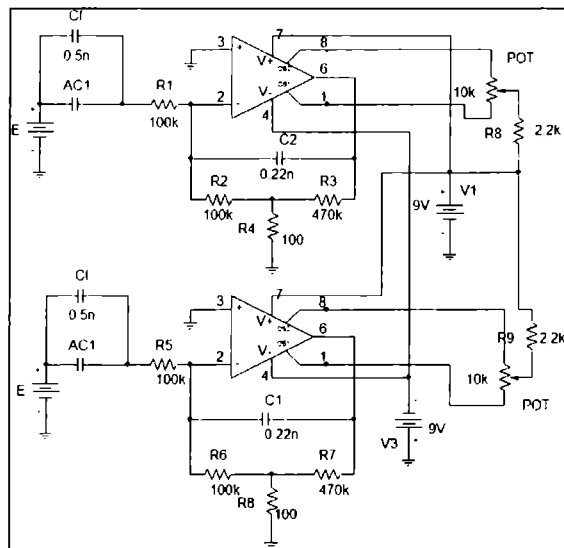 Cf
0.5n
AC1
E
R1
100k
3
2
+
-
V+
V-
7
8
6
1
4
POT
10k
R8
2.2k
C2
0.22n
R2
100k
R3
470k
R4
100
V1
9V
Cf
0.5n
AC1
E
R5
100k
3
2
+
-
V+
V-
7
8
6
1
4
R9
2.2k
10k
POT
C1
0.22n
V3
9V
R6
100k
R7
470k
R8
100